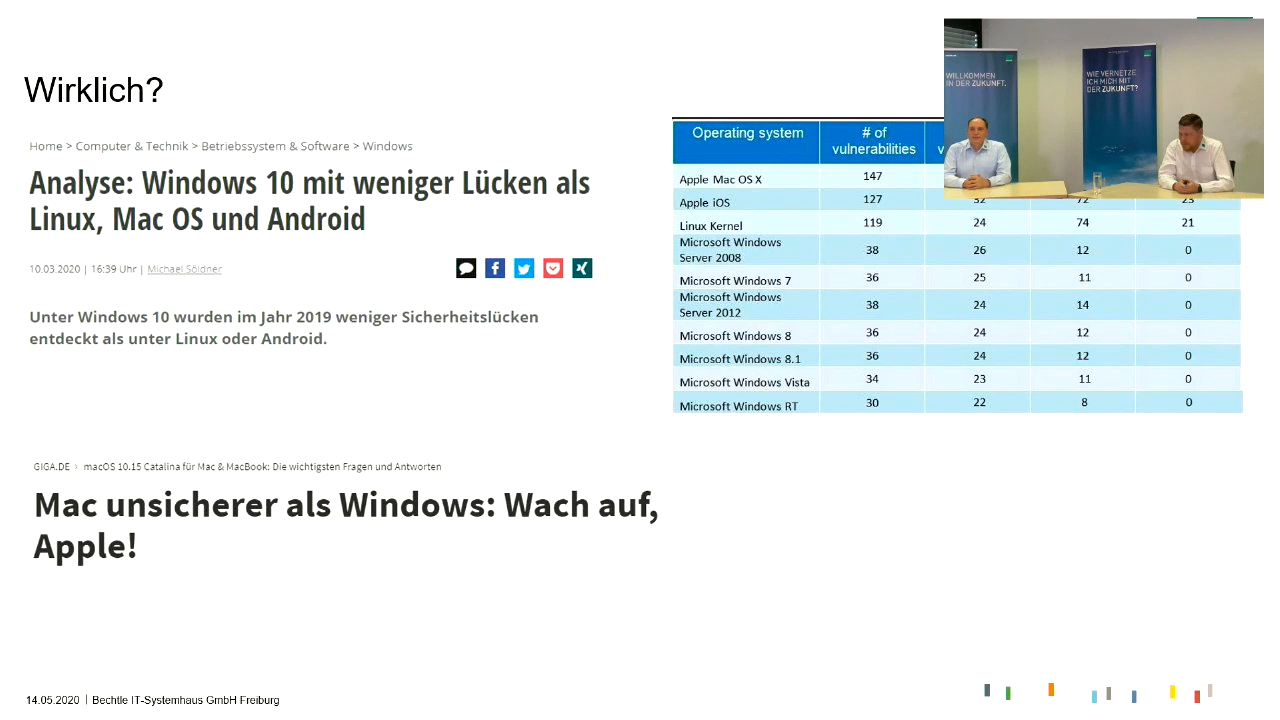 Wirklich?
Home > Computer & Technik > Betriebssystem & Software > Windows
Analyse: Windows 10 mit weniger Lücken als
Linux, Mac OS und Android
10.03.2020 | 16:39 Uhr | Michael Söldner
Unter Windows 10 wurden im Jahr 2019 weniger Sicherheitslücken
entdeckt als unter Linux oder Android.
GIGA.DE › macOS 10.15 Catalina für Mac & MacBook: Die wichtigsten Fragen und Antworten
Mac unsicherer als Windows: Wach auf,
Apple!
WILLKOMMEN
IN DER ZUKUNFT.
WIE VERNETZE
ICH MICH MIT
DER ZUKUNFT?
Operating system # of
vulnerabilities
Apple Mac OS X 147
Apple iOS 127 32 72 23
Linux Kernel 119 24 74 21
Microsoft Windows
Server 2008 38 26 12 0
Microsoft Windows 7 36 25 11 0
Microsoft Windows
Server 2012 38 24 14 0
Microsoft Windows 8 36 24 12 0
Microsoft Windows 8.1 36 24 12 0
Microsoft Windows Vista 34 23 11 0
Microsoft Windows RT 30 22 8 0
14.05.2020 | Bechtle IT-Systemhaus GmbH Freiburg